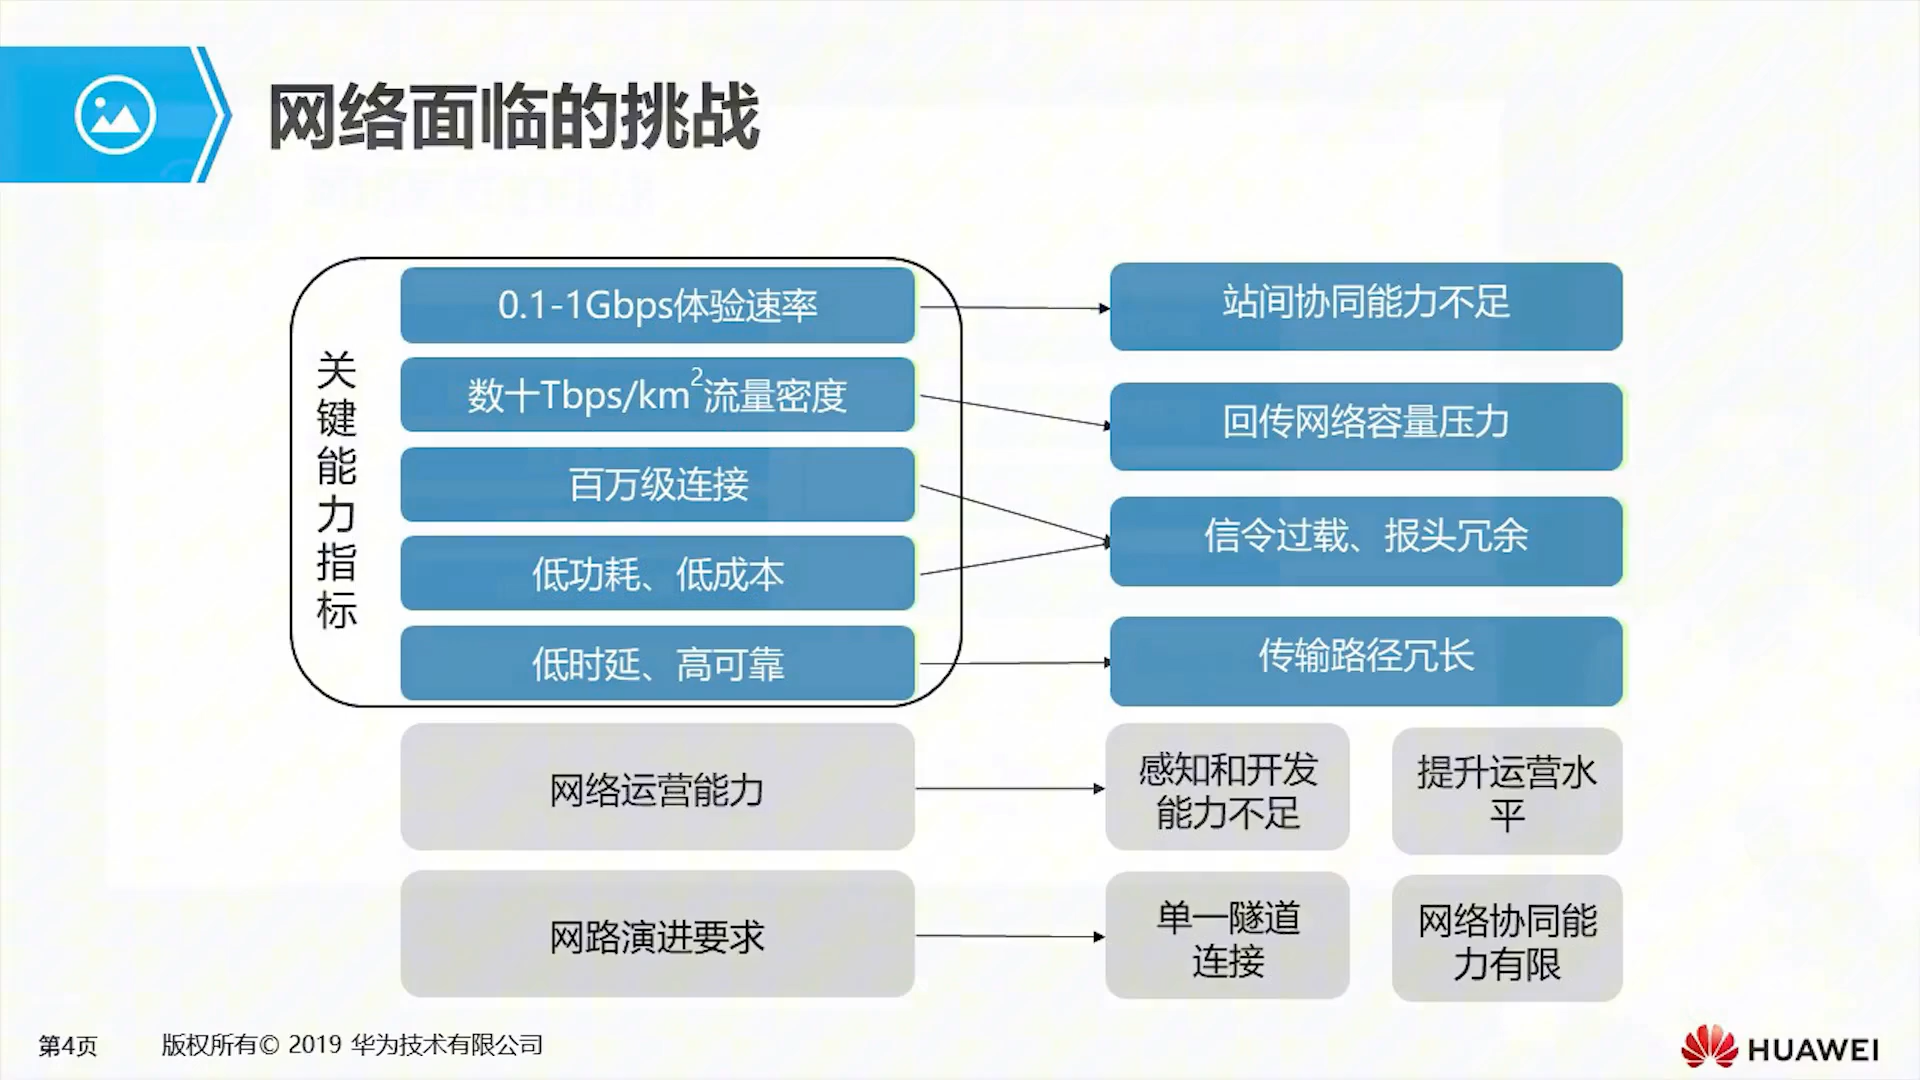 网络面临的挑战
关键能力指标
0.1-1Gbps体验速率
站间协同能力不足
数十Tbps/km²流量密度
回传网络容量压力
百万级连接
信令过载、报头冗余
低功耗、低成本
低时延、高可靠
传输路径冗长
网络运营能力
感知和开发
能力不足
提升运营水
平
网路演进要求
单一隧道
连接
网络协同能
力有限
第4页
版权所有© 2019 华为技术有限公司
HUAWEI